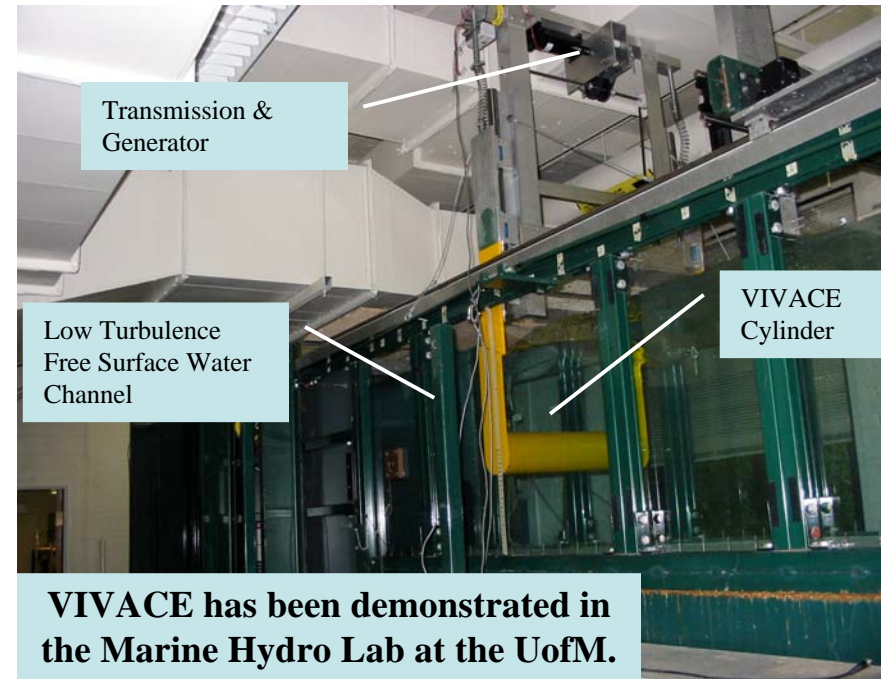 Transmission &
Generator
VIVACE
Cylinder
Low Turbulence
Free Surface Water
Channel
VIVACE has been demonstrated in
the Marine Hydro Lab at the UofM.